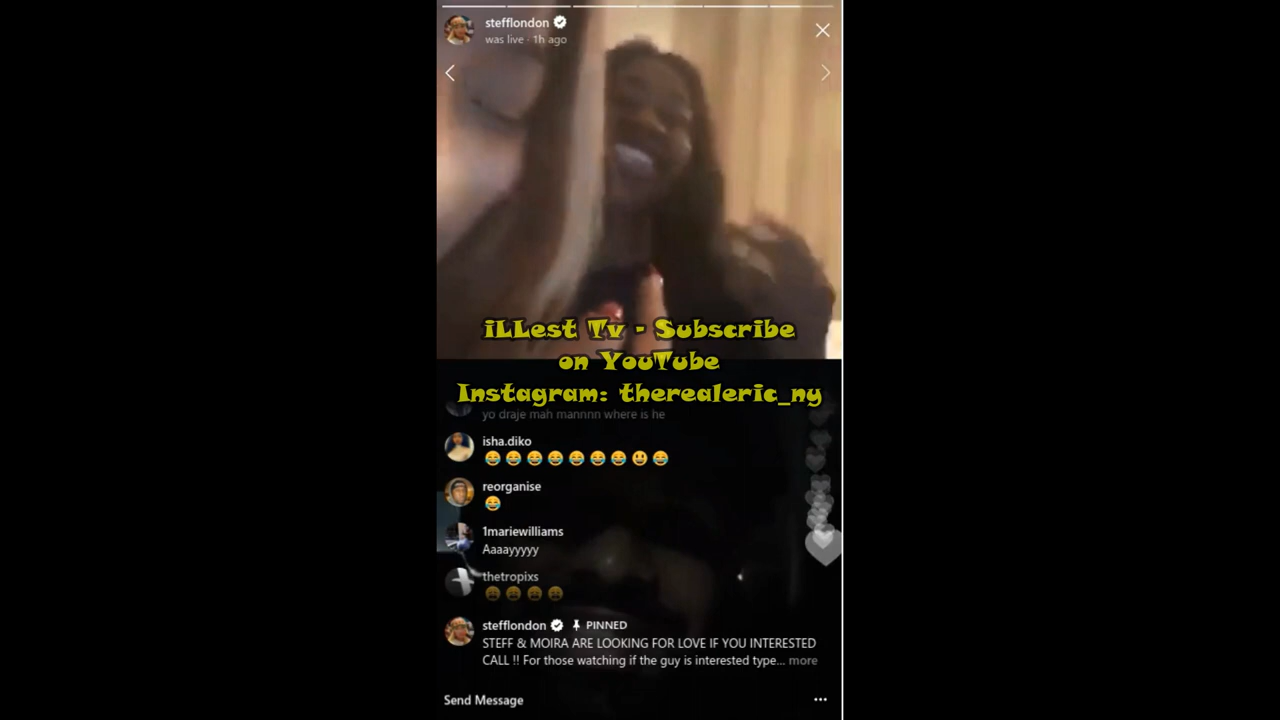 stefflondon
was live · 1h ago
iLLest Tv - Subscribe
on YouTube
Instagram: therealeric_ny
yo draje mah mannnn where is he
isha.diko
😂😂😂😂😂😂😂😃😂
reorganise
😂
1mariewilliams
Aaaayyyyy
thetropixs
😫😫😫😫
stefflondon PINNED
STEFF & MOIRA ARE LOOKING FOR LOVE IF YOU INTERESTED
CALL !! For those watching if the guy is interested type... more
Send Message